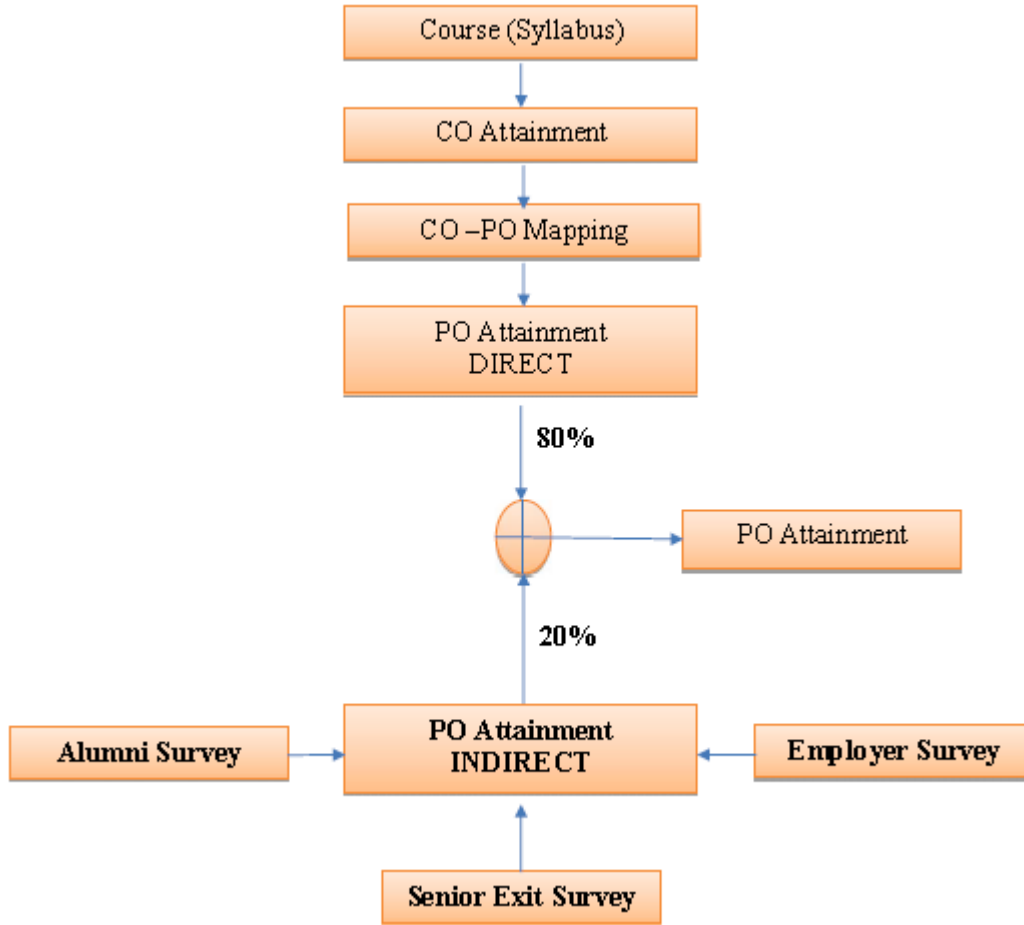 Course (Syllabus)
CO Attainment
CO –PO Mapping
PO Attainment
DIRECT
80%
PO Attainment
20%
PO Attainment
INDIRECT
Alumni Survey
Employer Survey
Senior Exit Survey